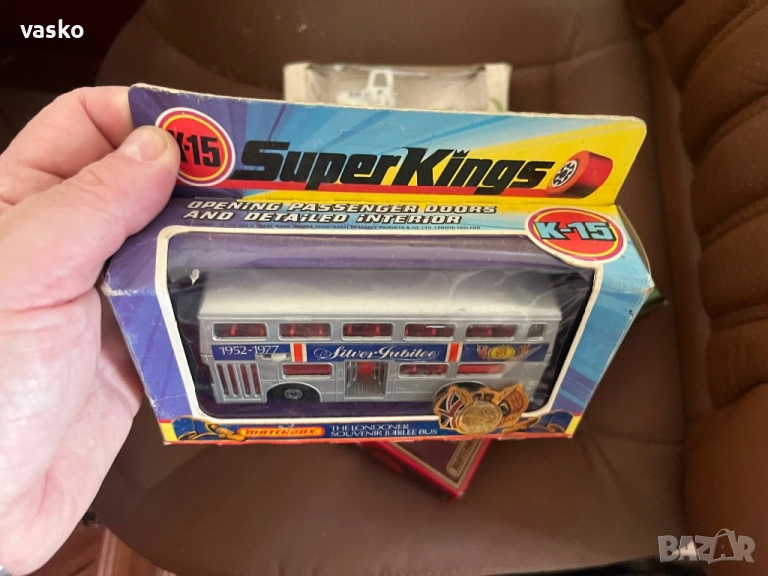 vasko
K-15
SuperKings
OPENING PASSENGER DOORS
AND DETAILED INTERIOR
K-15
1952-1977
Silver Jubilee
MATCHBOX
THE LONDONER
SOUVENIR JUBILEE BUS
BAZAR